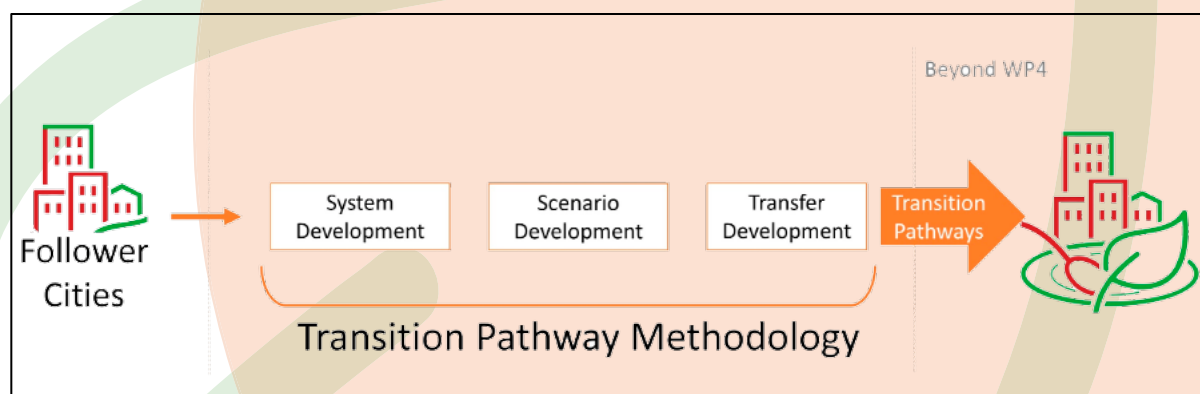 Beyond WP4
Follower
Cities
System
Development
Scenario
Development
Transfer
Development
Transition
Pathways
Transition Pathway Methodology